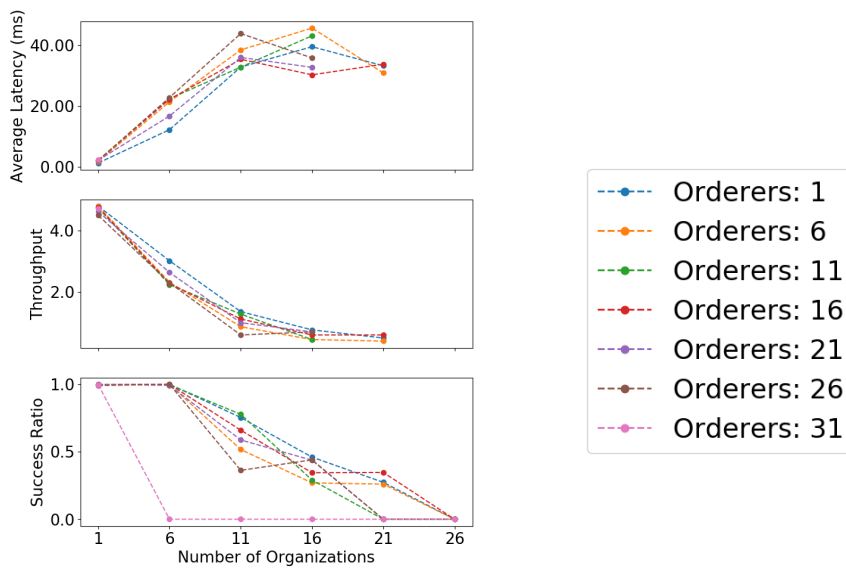 Average Latency (ms)
40.00
20.00
0.00
Throughput
4.0
2.0
Success Ratio
1.0
0.5
0.0
1 6 11 16 21 26
Number of Organizations
Orderers: 1
Orderers: 6
Orderers: 11
Orderers: 16
Orderers: 21
Orderers: 26
Orderers: 31